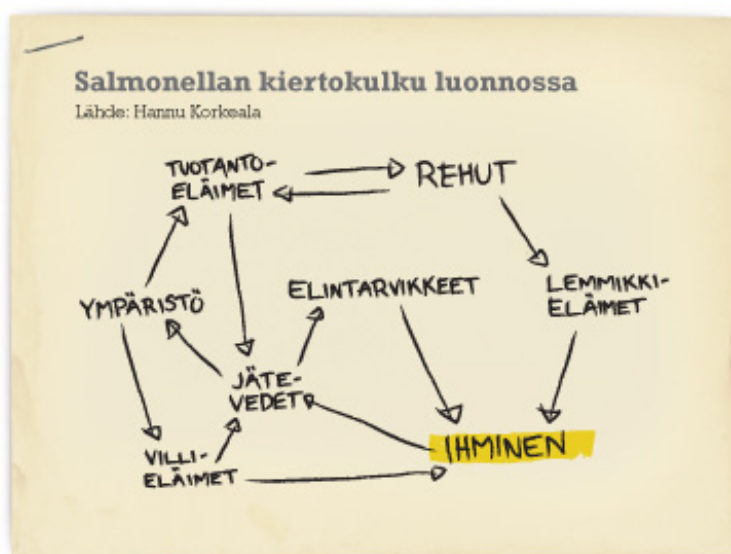 Salmonellan kiertokulku luonnossa
Lähde: Hannu Korkeala
TUOTANTO-
ELÄIMET
REHUT
YMPÄRISTÖ
ELINTARVIKKEET
LEMMIKKI-
ELÄIMET
JÄTE-
VEDET
VILLI-
ELÄIMET
IHMINEN